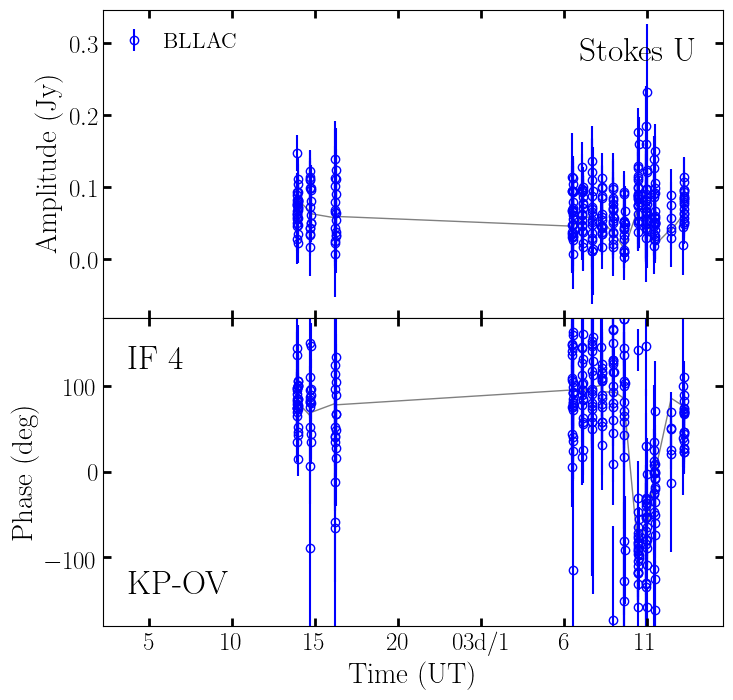 BLLAC
Stokes U
0.3
0.2
0.1
0.0
Amplitude (Jy)
IF 4
100
0
−100
Phase (deg)
KP-OV
5 10 15 20 03d/1 6 11
Time (UT)